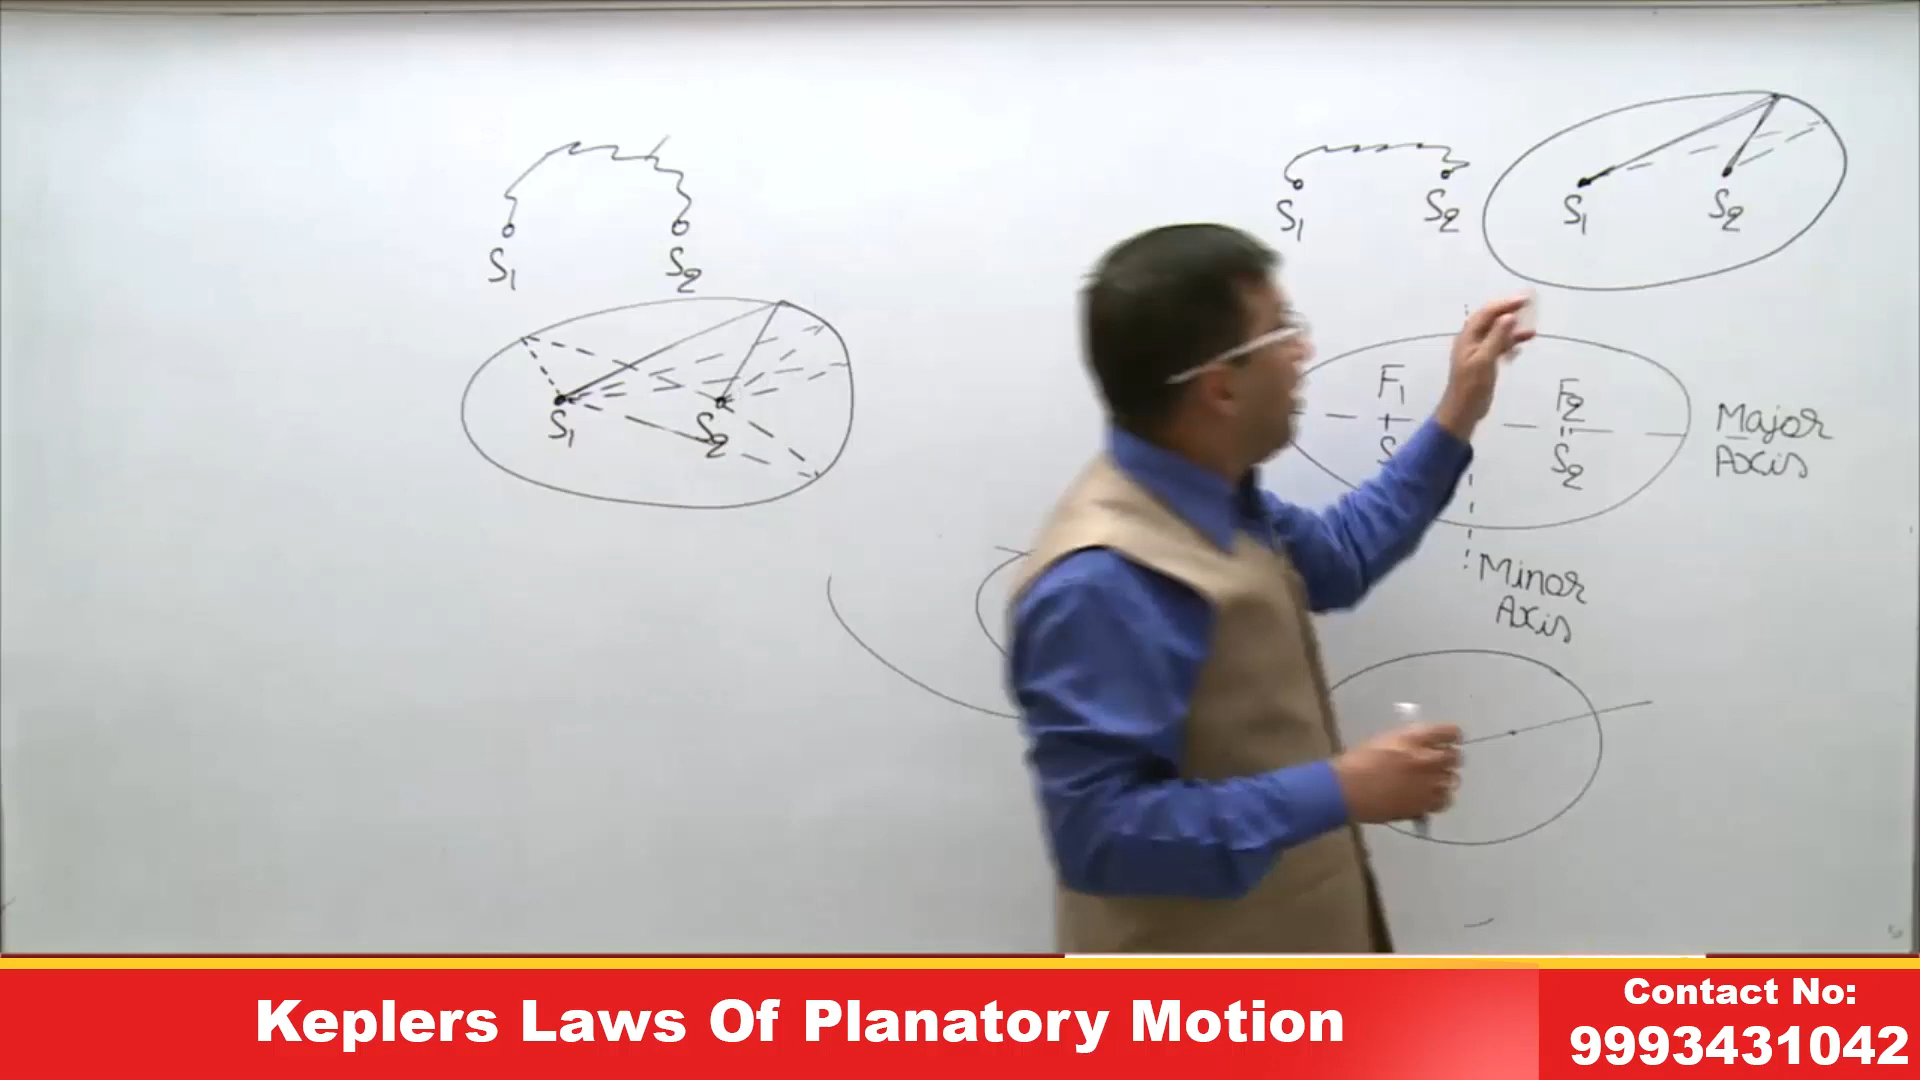 S1
S2
S1
S2
S1
S2
S1
S2
F1
F2
S
S2
Major
Axis
Minor
Axis
Keplers Laws Of Planatory Motion
Contact No:
9993431042